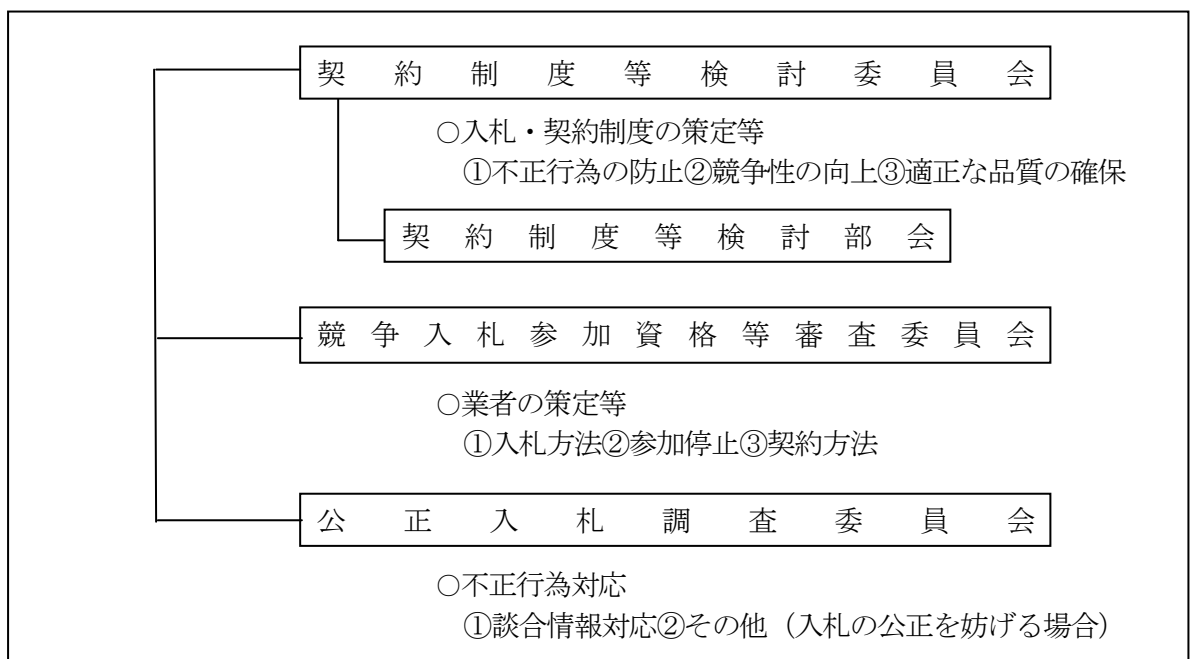 契約制度等検討委員会
○入札・契約制度の策定等
①不正行為の防止②競争性の向上③適正な品質の確保
契約制度等検討部会
競争入札参加資格等審査委員会
○業者の策定等
①入札方法②参加停止③契約方法
公正入札調査委員会
○不正行為対応
①談合情報対応②その他（入札の公正を妨げる場合）